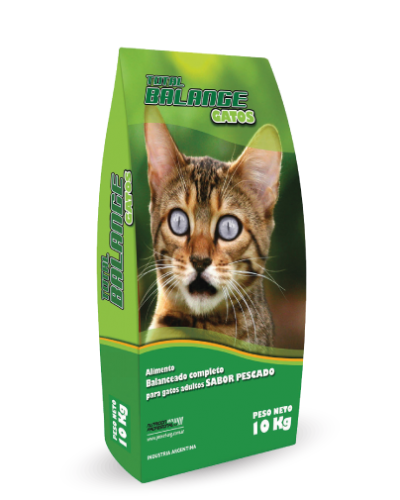 TOTAL
BALANCE
GATOS
TOTAL
BALANCE
GATOS
Alimento
Balanceado completo
para gatos adultos SABOR PESCADO
PESO NETO
10 Kg
INDUSTRIA ARGENTINA
PESO NETO
10 Kg